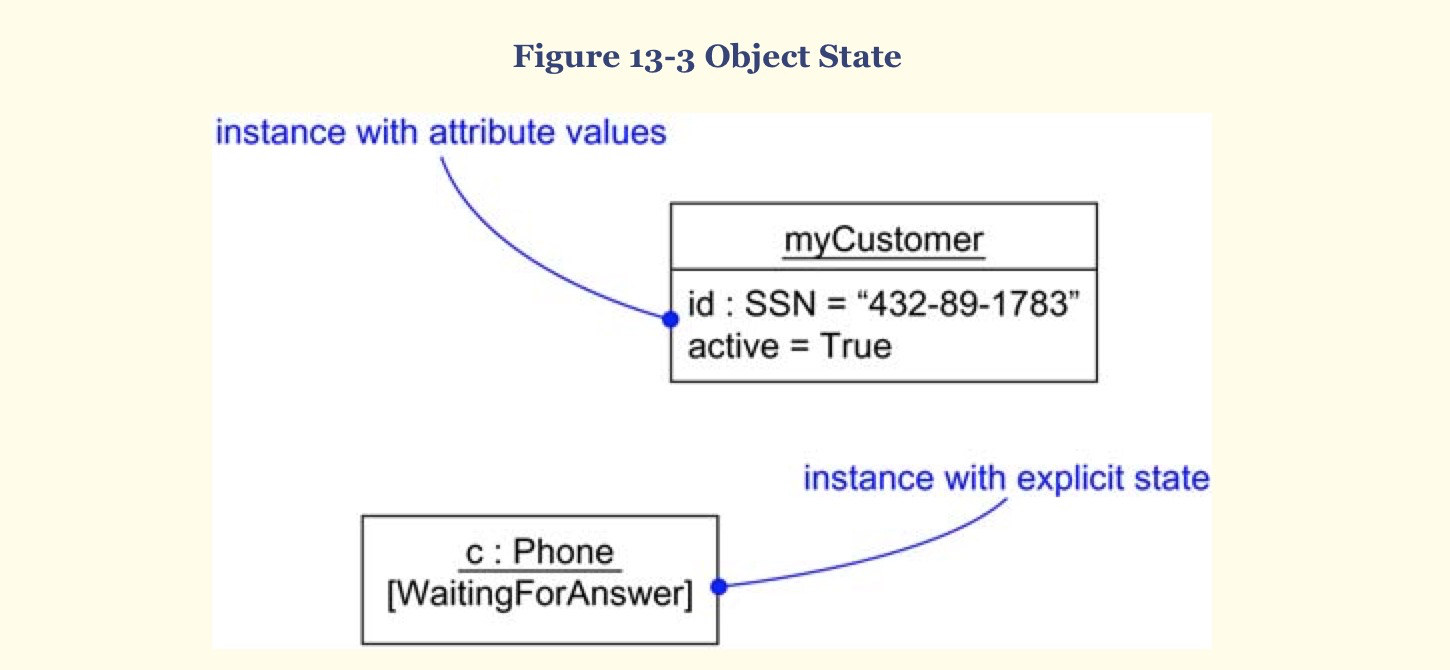 Figure 13-3 Object State
instance with attribute values
myCustomer
id : SSN = “432-89-1783”
active = True
instance with explicit state
c : Phone
[WaitingForAnswer]